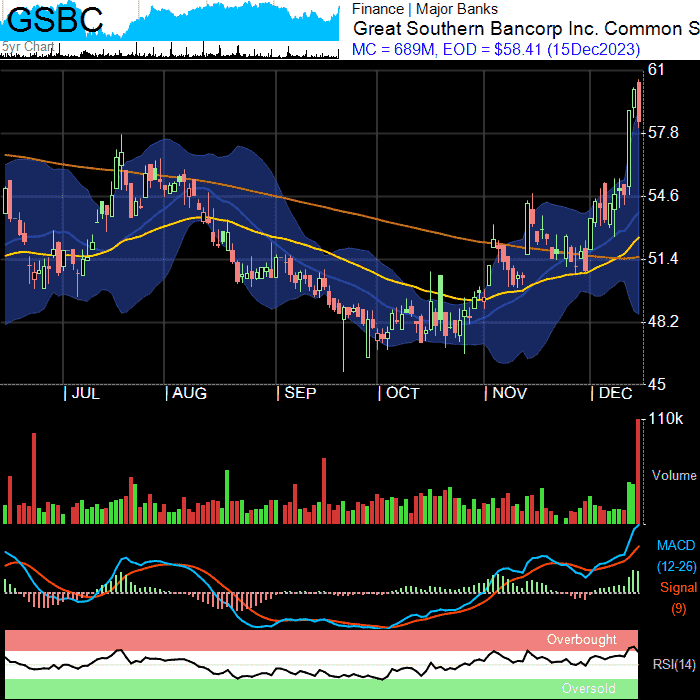 GSBC
5yr Chart
Finance | Major Banks
Great Southern Bancorp Inc. Common S
MC = 689M, EOD = $58.41 (15Dec2023)
61
57.8
54.6
51.4
48.2
45
| JUL | AUG | SEP | OCT | NOV | DEC
110k
Volume
MACD
(12-26)
Signal
(9)
Overbought
RSI(14)
Oversold